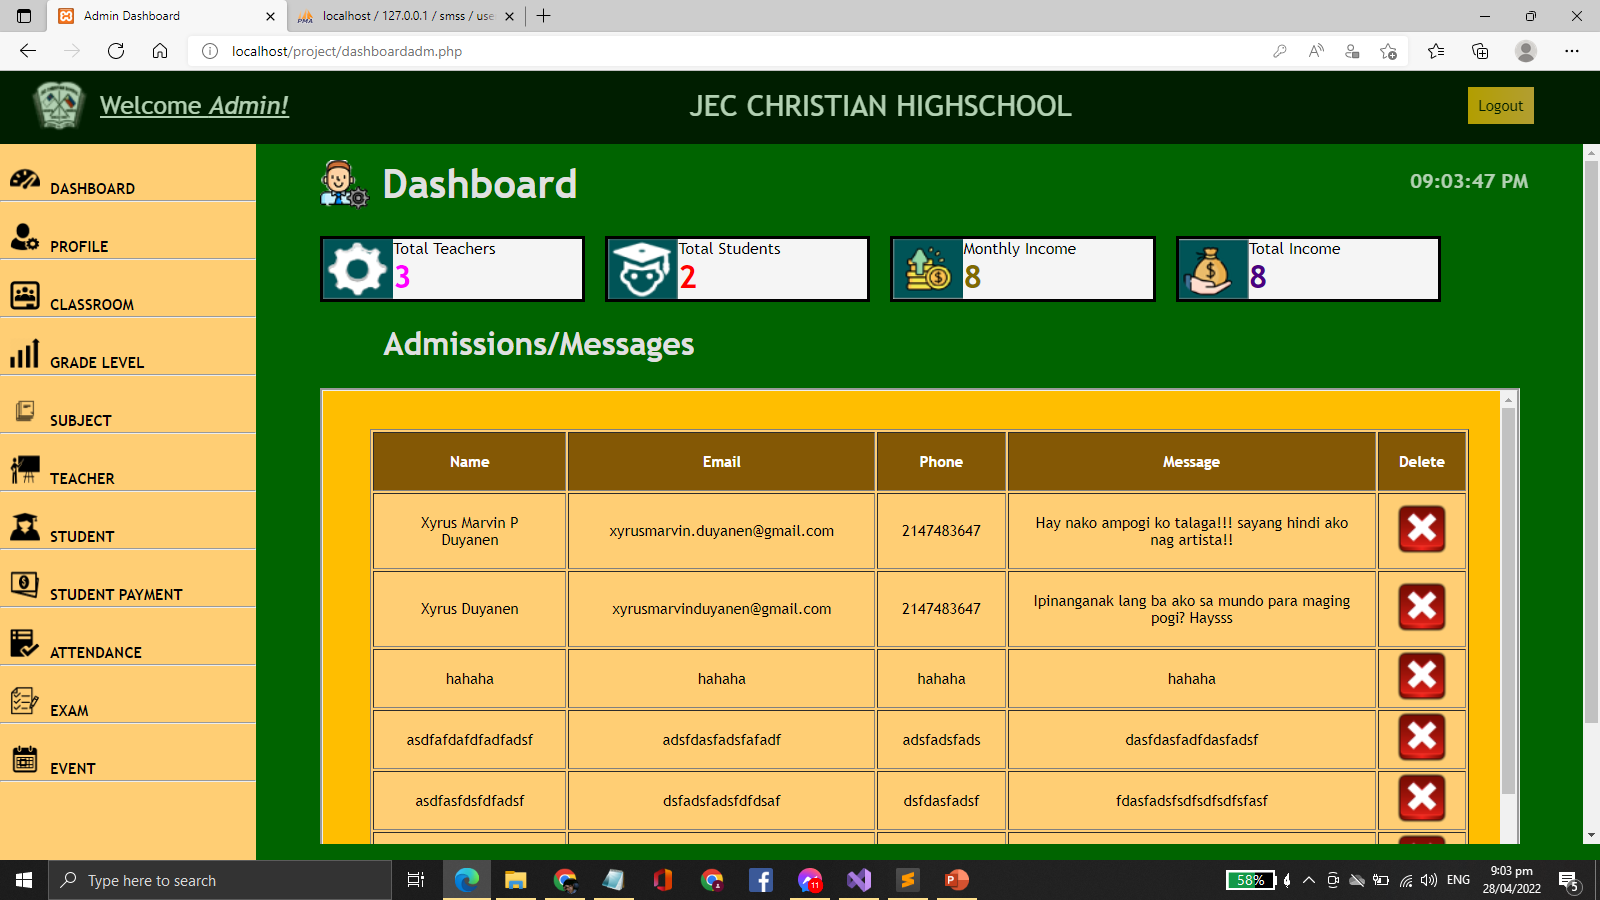 Admin Dashboard
localhost / 127.0.0.1 / smss / use
localhost/project/dashboardadm.php
Welcome Admin!
JEC CHRISTIAN HIGHSCHOOL
Logout
DASHBOARD
PROFILE
CLASSROOM
GRADE LEVEL
SUBJECT
TEACHER
STUDENT
STUDENT PAYMENT
ATTENDANCE
EXAM
EVENT
Dashboard
09:03:47 PM
Total Teachers
3
Total Students
2
Monthly Income
8
Total Income
8
Admissions/Messages
Name Email Phone Message Delete
Xyrus Marvin P
Duyanen
xyrusmarvin.duyanen@gmail.com
2147483647
Hay nako ampogi ko talaga!!! sayang hindi ako
nag artista!!
Xyrus Duyanen
xyrusmarvinduyanen@gmail.com
2147483647
Ipinanganak lang ba ako sa mundo para maging
pogi? Haysss
hahaha hahaha hahaha hahaha
asdfafdafdfadfadsf adsfdasfadsfafadf adsfadsfads dasfdasfadfdasfadsf
asdfasfdsfdfadsf dsfadsfadsfdfdsaf dsfdasfadsf fdasfadsfsdfsdfsdfsfasf
Type here to search
11
58%
ENG
9:03 pm
28/04/2022
5